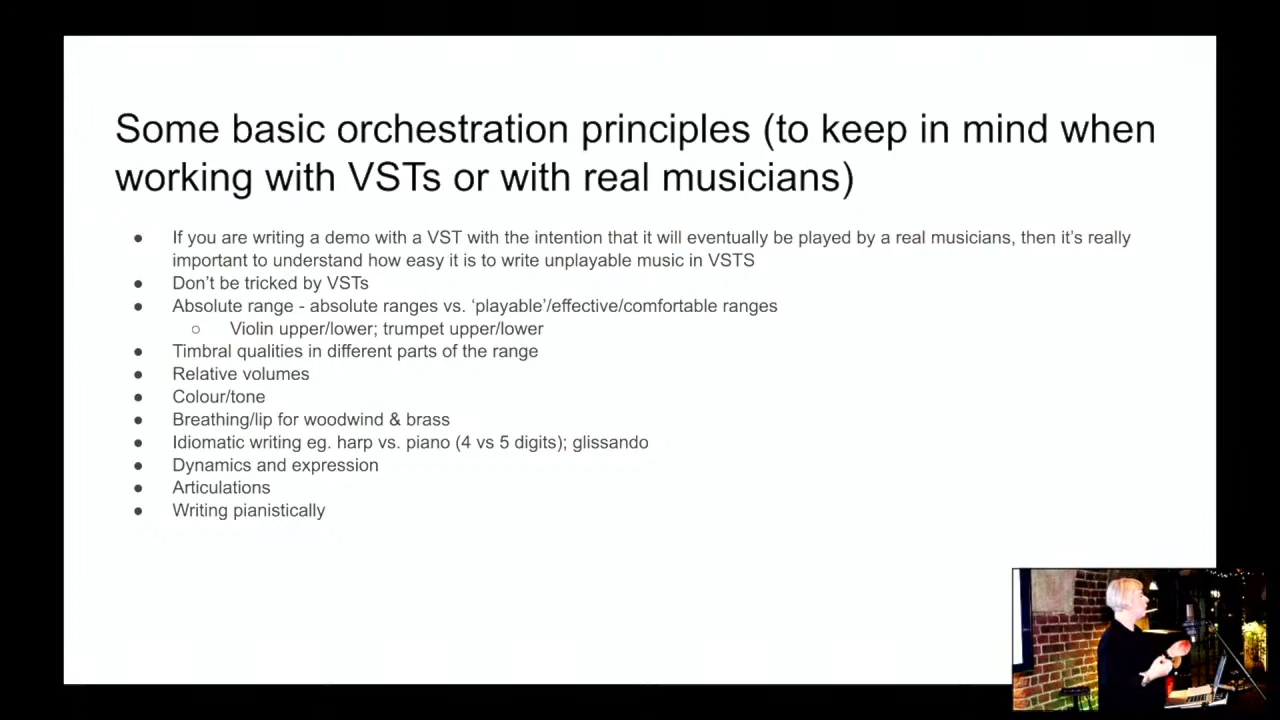 Some basic orchestration principles (to keep in mind when
working with VSTs or with real musicians)
● If you are writing a demo with a VST with the intention that it will eventually be played by a real musicians, then it’s really
important to understand how easy it is to write unplayable music in VSTS
● Don’t be tricked by VSTs
● Absolute range - absolute ranges vs. ‘playable’/effective/comfortable ranges
○ Violin upper/lower; trumpet upper/lower
● Timbral qualities in different parts of the range
● Relative volumes
● Colour/tone
● Breathing/lip for woodwind & brass
● Idiomatic writing eg. harp vs. piano (4 vs 5 digits); glissando
● Dynamics and expression
● Articulations
● Writing pianistically